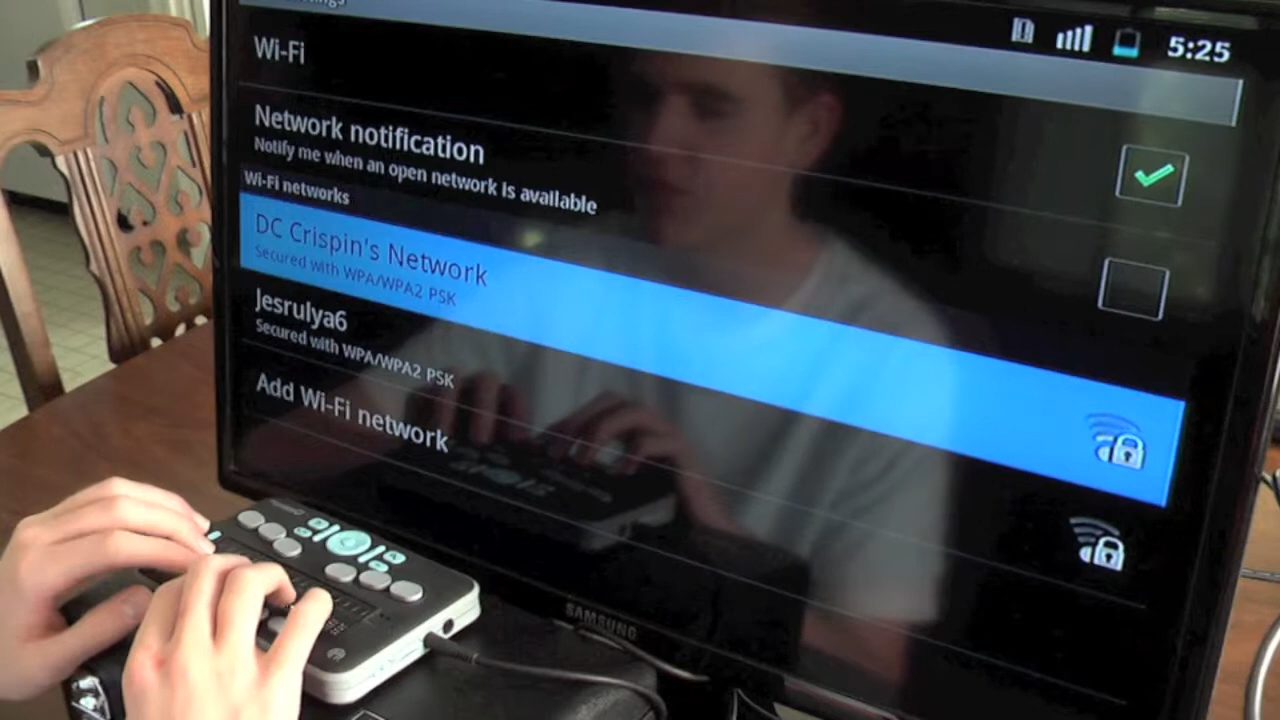 5:25
Wi-Fi
Network notification
Notify me when an open network is available
Wi-Fi networks
DC Crispin's Network
Secured with WPA/WPA2 PSK
Jesrulya6
Secured with WPA/WPA2 PSK
Add Wi-Fi network
SAMSUNG